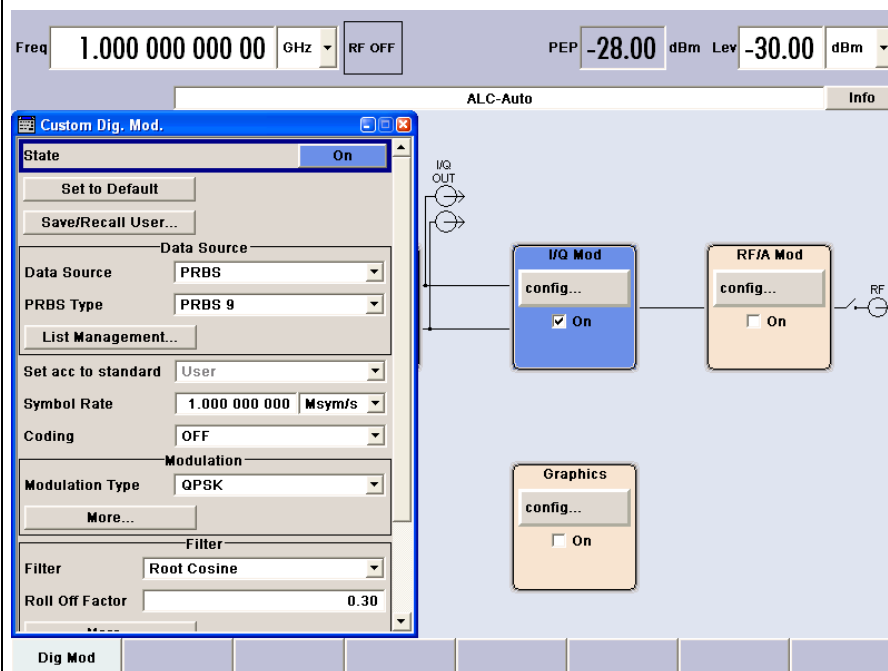 Freq 1.000 000 000 00 GHz RF OFF PEP -28.00 dBm Lev -30.00 dBm
ALC-Auto Info
Custom Dig. Mod.
State On
Set to Default
Save/Recall User...
Data Source
Data Source PRBS
PRBS Type PRBS 9
List Management...
Set acc to standard User
Symbol Rate 1.000 000 000 Msym/s
Coding OFF
Modulation
Modulation Type QPSK
More...
Filter
Filter Root Cosine
Roll Off Factor 0.30
I/Q
OUT
I/Q Mod
config...
On
RF/A Mod
config...
On
RF
Graphics
config...
On
Dig Mod